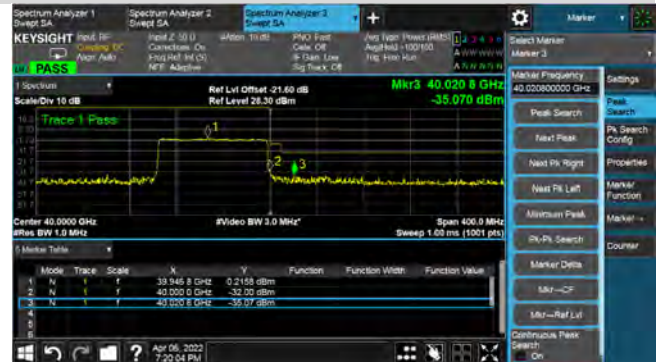 Spectrum Analyzer 1
Swept SA
Spectrum Analyzer 2
Swept SA
Spectrum Analyzer 3
Swept SA
+
Marker
KEYSIGHT
Input: RF
Coupling: DC
Align: Auto
Input Z: 50 Ω
Corrections: On
Freq Ref: Int (S)
NFE: Adaptive
#Atten: 10 dB
PNO: Fast
Gate: Off
IF Gain: Low
Sig Track: Off
Avg Type: Power (RMS)
Avg|Hold: >100/100
Trig: Free Run
1 2 3 4 5 6
PASS
Select Marker
Marker 3
1 Spectrum
Scale/Div 10 dB
Ref Lvl Offset -21.60 dB
Ref Level 28.30 dBm
Mkr3 40.020 8 GHz
-35.070 dBm
Trace 1 Pass
1
2
3
Marker Frequency
40.020800000 GHz
Settings
Peak Search
Next Peak
Next Pk Right
Next Pk Left
Minimum Peak
Pk-Pk Search
Marker Delta
Mkr→CF
Mkr→Ref Lvl
Continuous Peak
Search
On
Peak
Search
Pk Search
Config
Properties
Marker
Function
Marker→
Counter
Center 40.0000 GHz
#Res BW 1.0 MHz
#Video BW 3.0 MHz*
Span 400.0 MHz
Sweep 1.00 ms (1001 pts)
5 Marker Table
Mode Trace Scale X Y Function Function Width Function Value
1 N 1 f 39.946 8 GHz 0.2158 dBm
2 N 1 f 40.000 0 GHz -32.00 dBm
3 N 1 f 40.020 8 GHz -35.07 dBm
4
5
6
?
Apr 06, 2022
7:20:04 PM